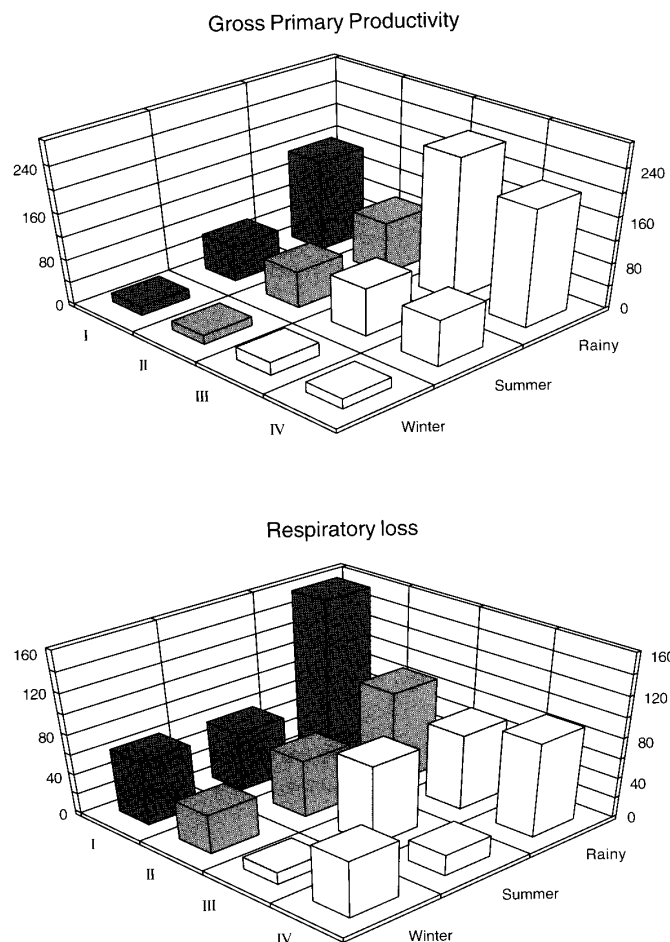 Gross Primary Productivity
240
160
80
0
240
160
80
0
I
II
III
IV
Rainy
Summer
Winter
Respiratory loss
160
120
80
40
0
160
120
80
40
0
I
II
III
IV
Rainy
Summer
Winter